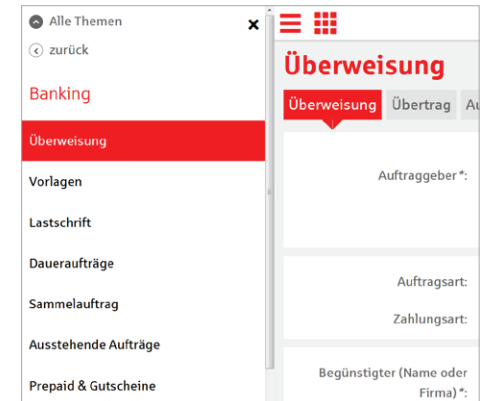 Alle Themen
zurück
Banking
Überweisung
Vorlagen
Lastschrift
Daueraufträge
Sammelauftrag
Ausstehende Aufträge
Prepaid & Gutscheine
Überweisung
Überweisung Übertrag Au
Auftraggeber*:
Auftragsart:
Zahlungsart:
Begünstigter (Name oder
Firma)*: